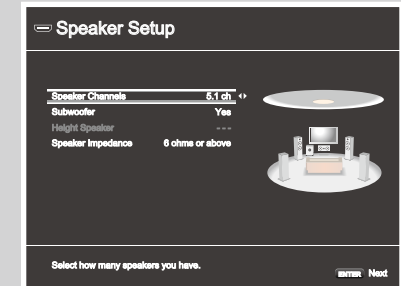 Speaker Setup
Speaker Channels 5.1 ch
Subwoofer Yes
Height Speaker ---
Speaker Impedance 6 ohms or above
Select how many speakers you have.
ENTER Next